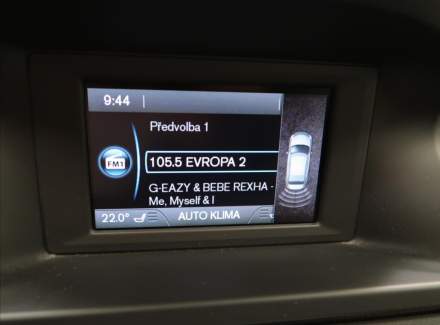 9:44
Předvolba 1
FM1
105.5 EVROPA 2
G-EAZY & BEBE REXHA -
Me, Myself & I
22.0° AUTO KLIMA